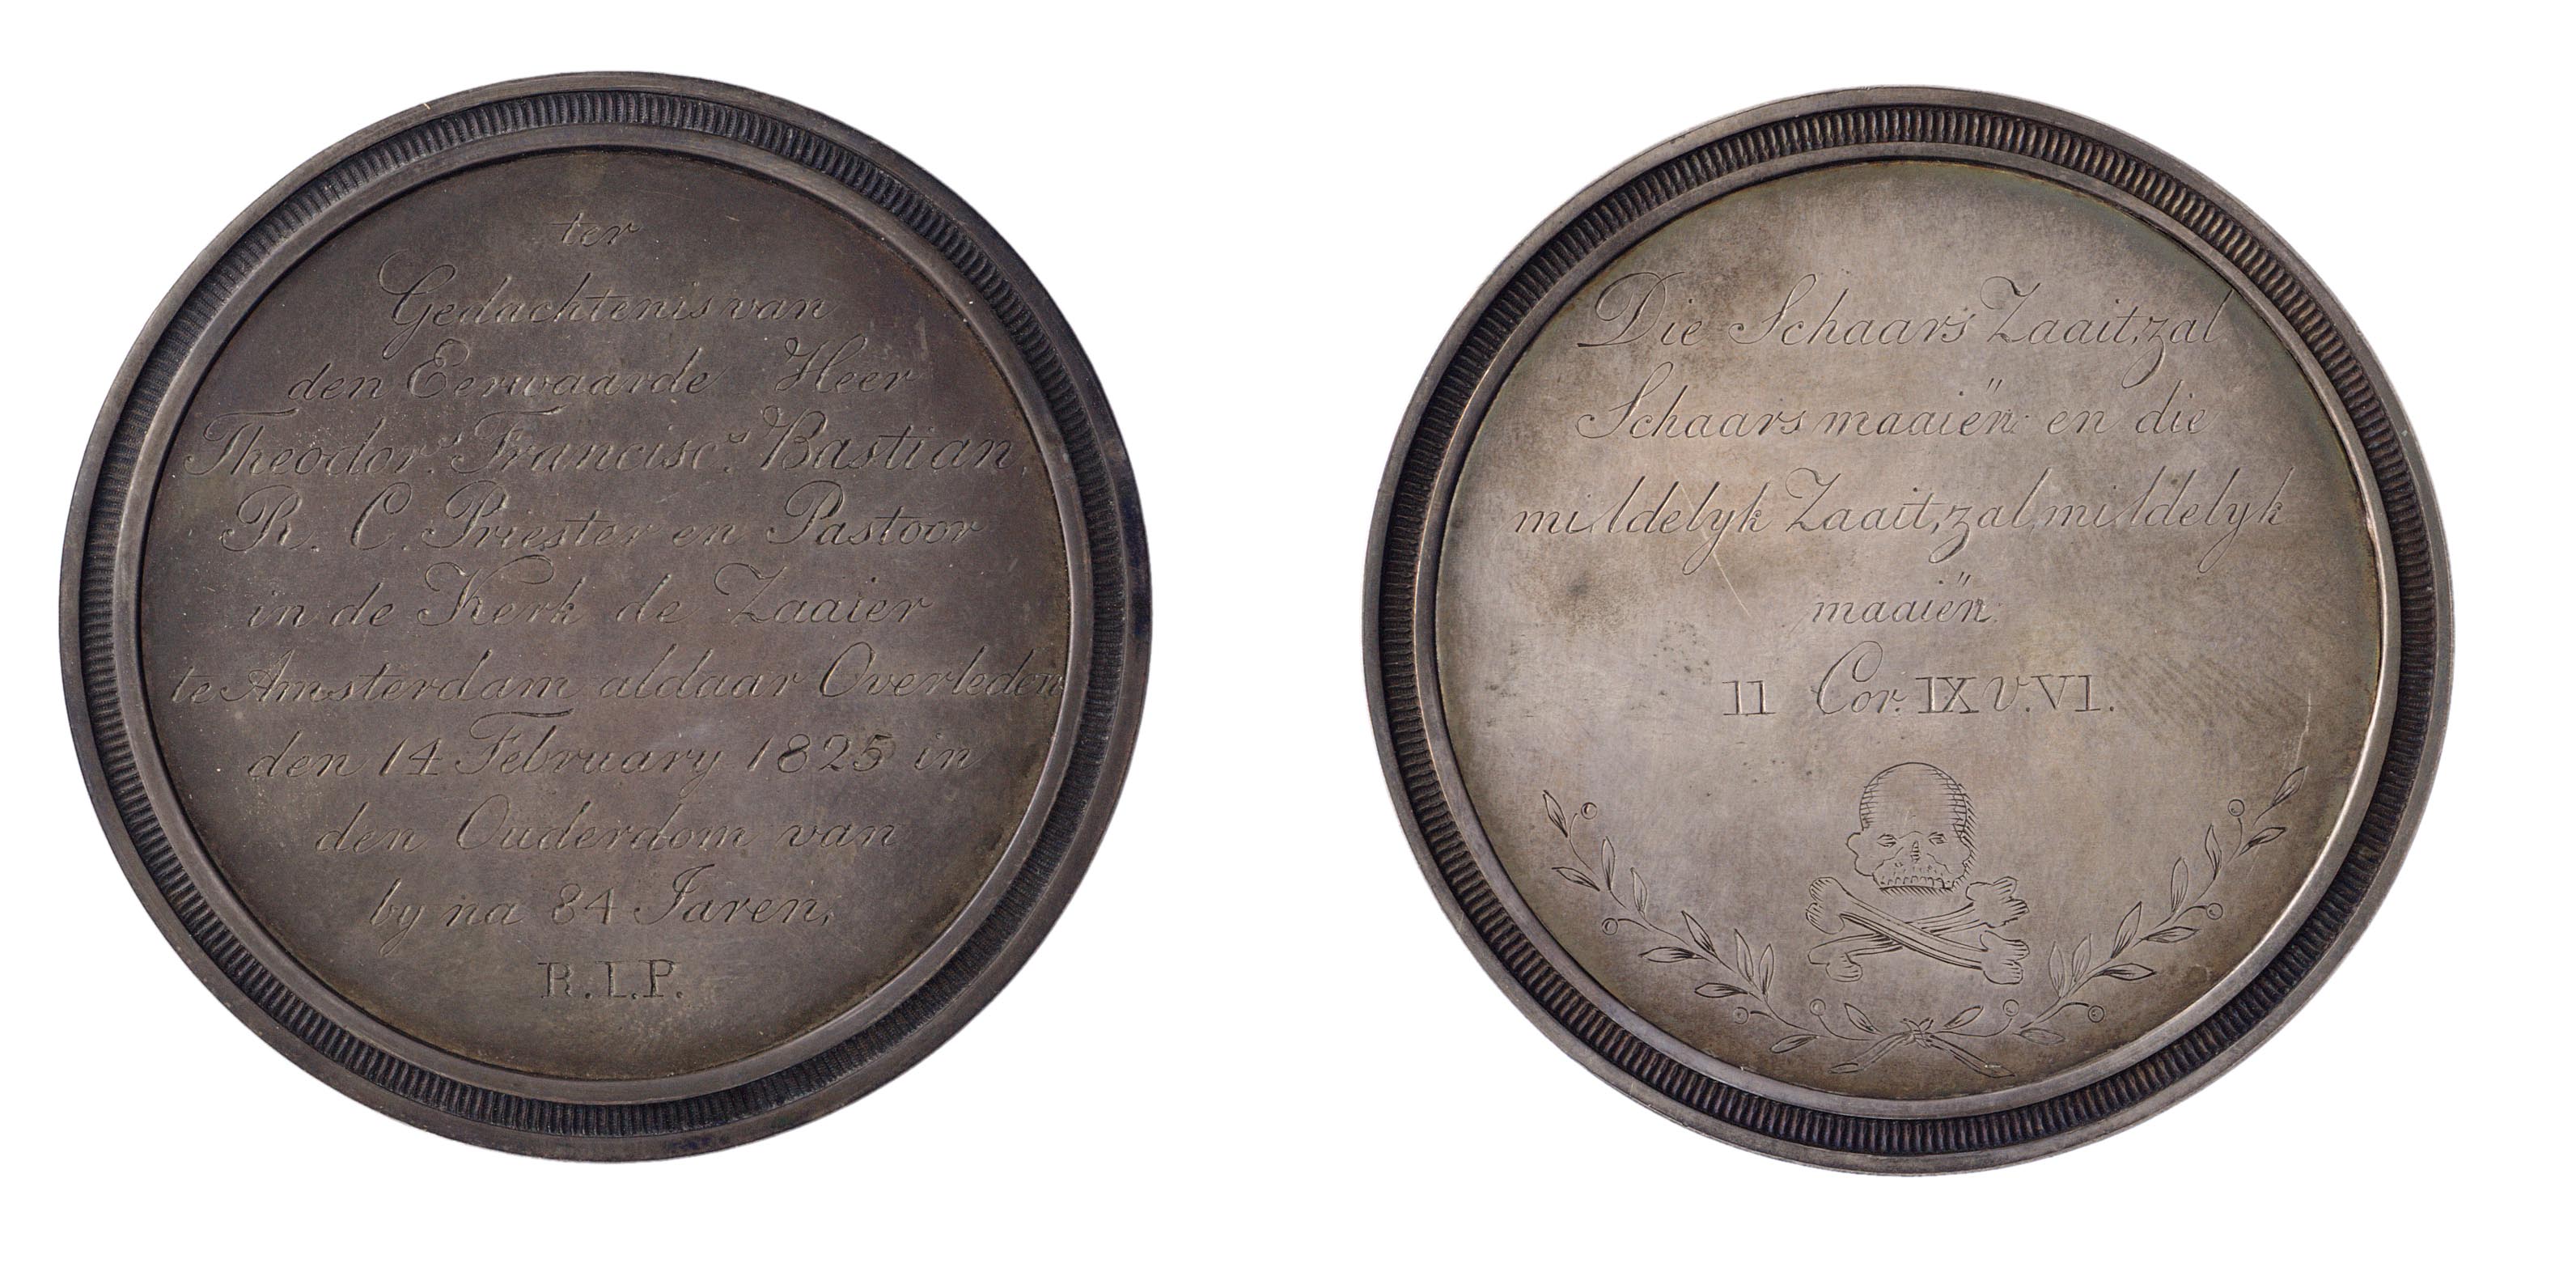 ter
Gedachtenis van
den Eerwaarde Heer
Theodor.s Francisc.s Bastian,
R. C. Priester en Pastoor
in de Kerk de Zaaier
te Amsterdam aldaar Overleden
den 14 February 1825 in
den Ouderdom van
by na 84 Jaren,
R.I.P.
Die Schaars Zaait, zal
Schaars maaiën en die
mildelyk Zaait, zal mildelyk
maaiën.
11 Cor. IX v. VI.